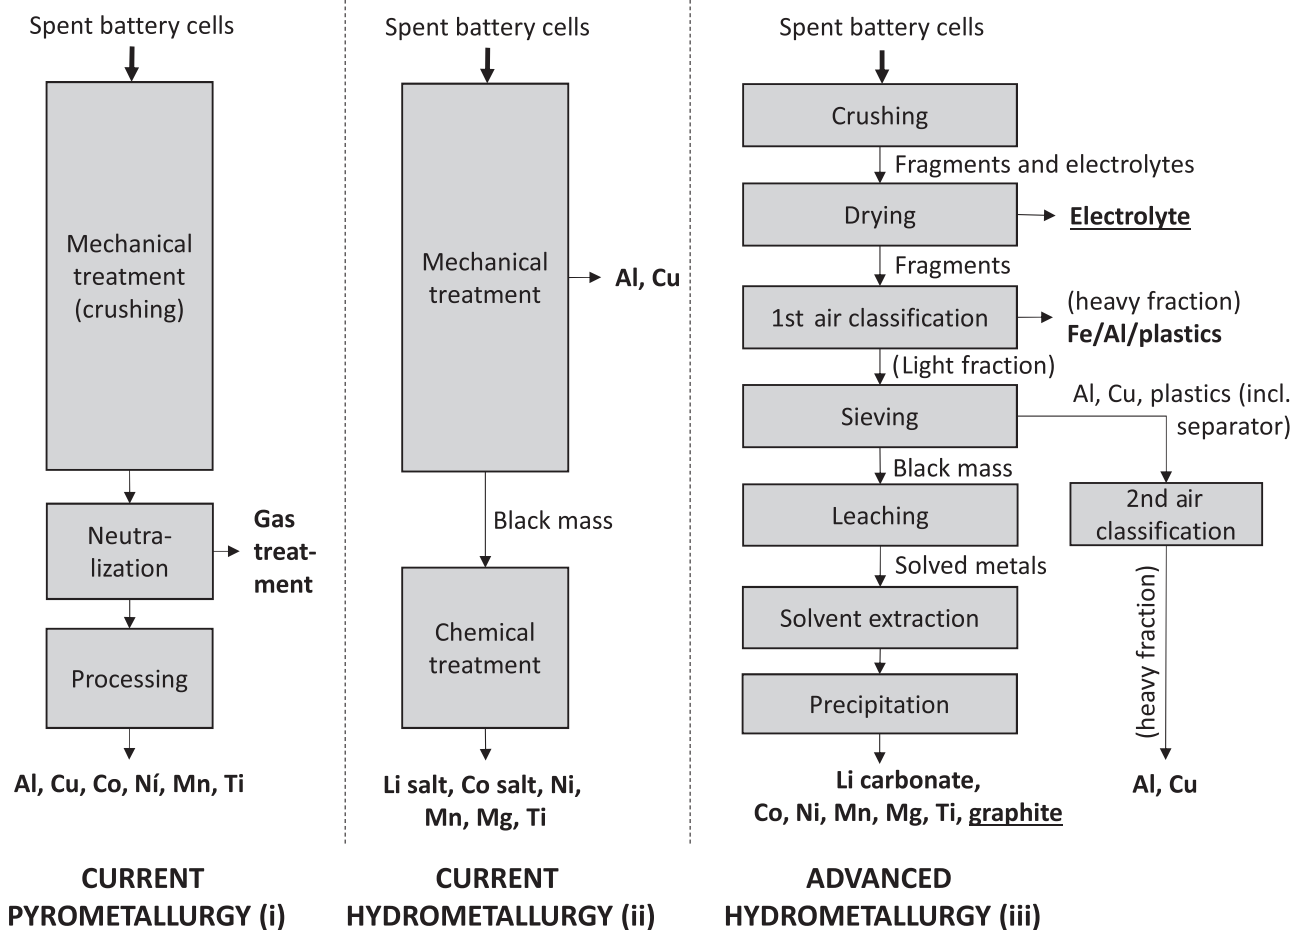 Spent battery cells
Mechanical
treatment
(crushing)
Neutra-
lization
Gas
treat-
ment
Processing
Al, Cu, Co, Ní, Mn, Ti
CURRENT
PYROMETALLURGY (i)
Spent battery cells
Mechanical
treatment
Al, Cu
Black mass
Chemical
treatment
Li salt, Co salt, Ni,
Mn, Mg, Ti
CURRENT
HYDROMETALLURGY (ii)
Spent battery cells
Crushing
Fragments and electrolytes
Drying
Electrolyte
Fragments
1st air classification
(heavy fraction)
Fe/Al/plastics
(Light fraction)
Sieving
Al, Cu, plastics (incl.
separator)
Black mass
Leaching
2nd air
classification
Solved metals
Solvent extraction
(heavy fraction)
Precipitation
Li carbonate,
Co, Ni, Mn, Mg, Ti, graphite
Al, Cu
ADVANCED
HYDROMETALLURGY (iii)